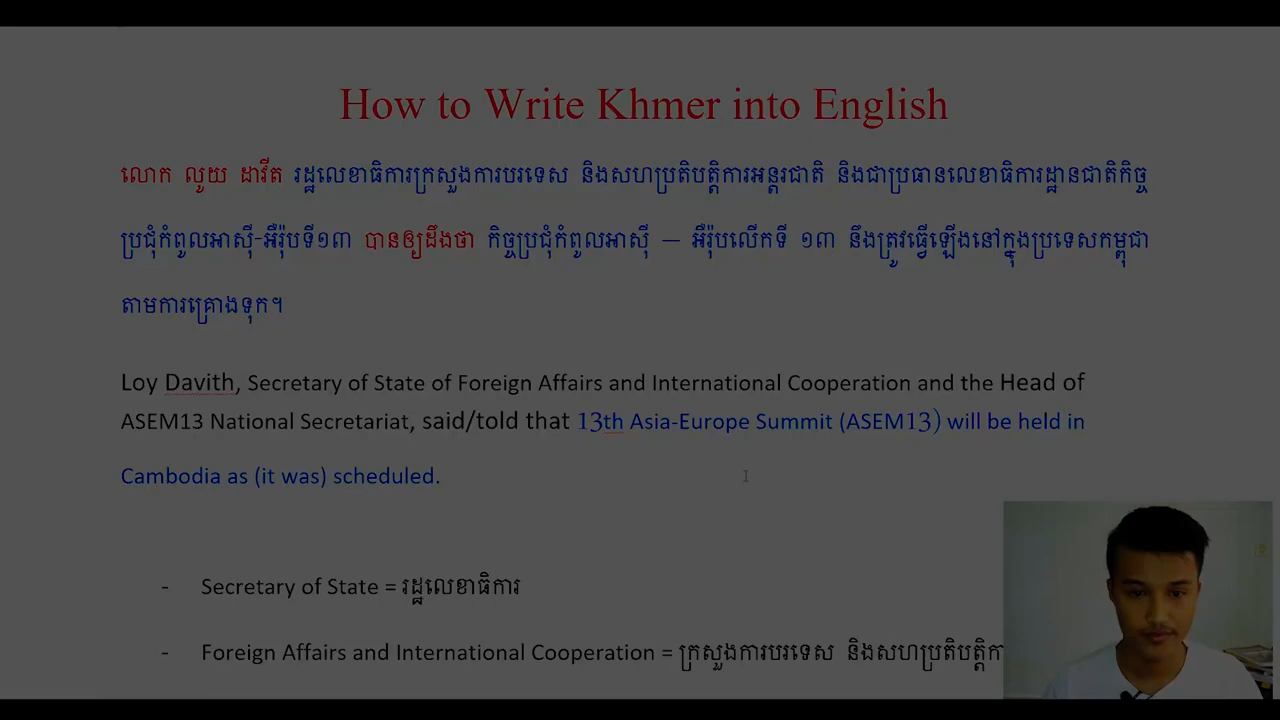 How to Write Khmer into English
លោក លូយ ដាវីត រដ្ឋលេខាធិការក្រសួងការបរទេស និងសហប្រតិបត្តិការអន្តរជាតិ និងជាប្រធានលេខាធិការដ្ឋានជាតិកិច្ច
ប្រជុំកំពូលអាស៊ី-អឺរ៉ុបទី១៣ បានឲ្យដឹងថា កិច្ចប្រជុំកំពូលអាស៊ី – អឺរ៉ុបលើកទី ១៣ នឹងត្រូវធ្វើឡើងនៅក្នុងប្រទេសកម្ពុជា
តាមការគ្រោងទុក។
Loy Davith, Secretary of State of Foreign Affairs and International Cooperation and the Head of
ASEM13 National Secretariat, said/told that 13th Asia-Europe Summit (ASEM13) will be held in
Cambodia as (it was) scheduled.
- Secretary of State = រដ្ឋលេខាធិការ
- Foreign Affairs and International Cooperation = ក្រសួងការបរទេស និងសហប្រតិបត្តិកា